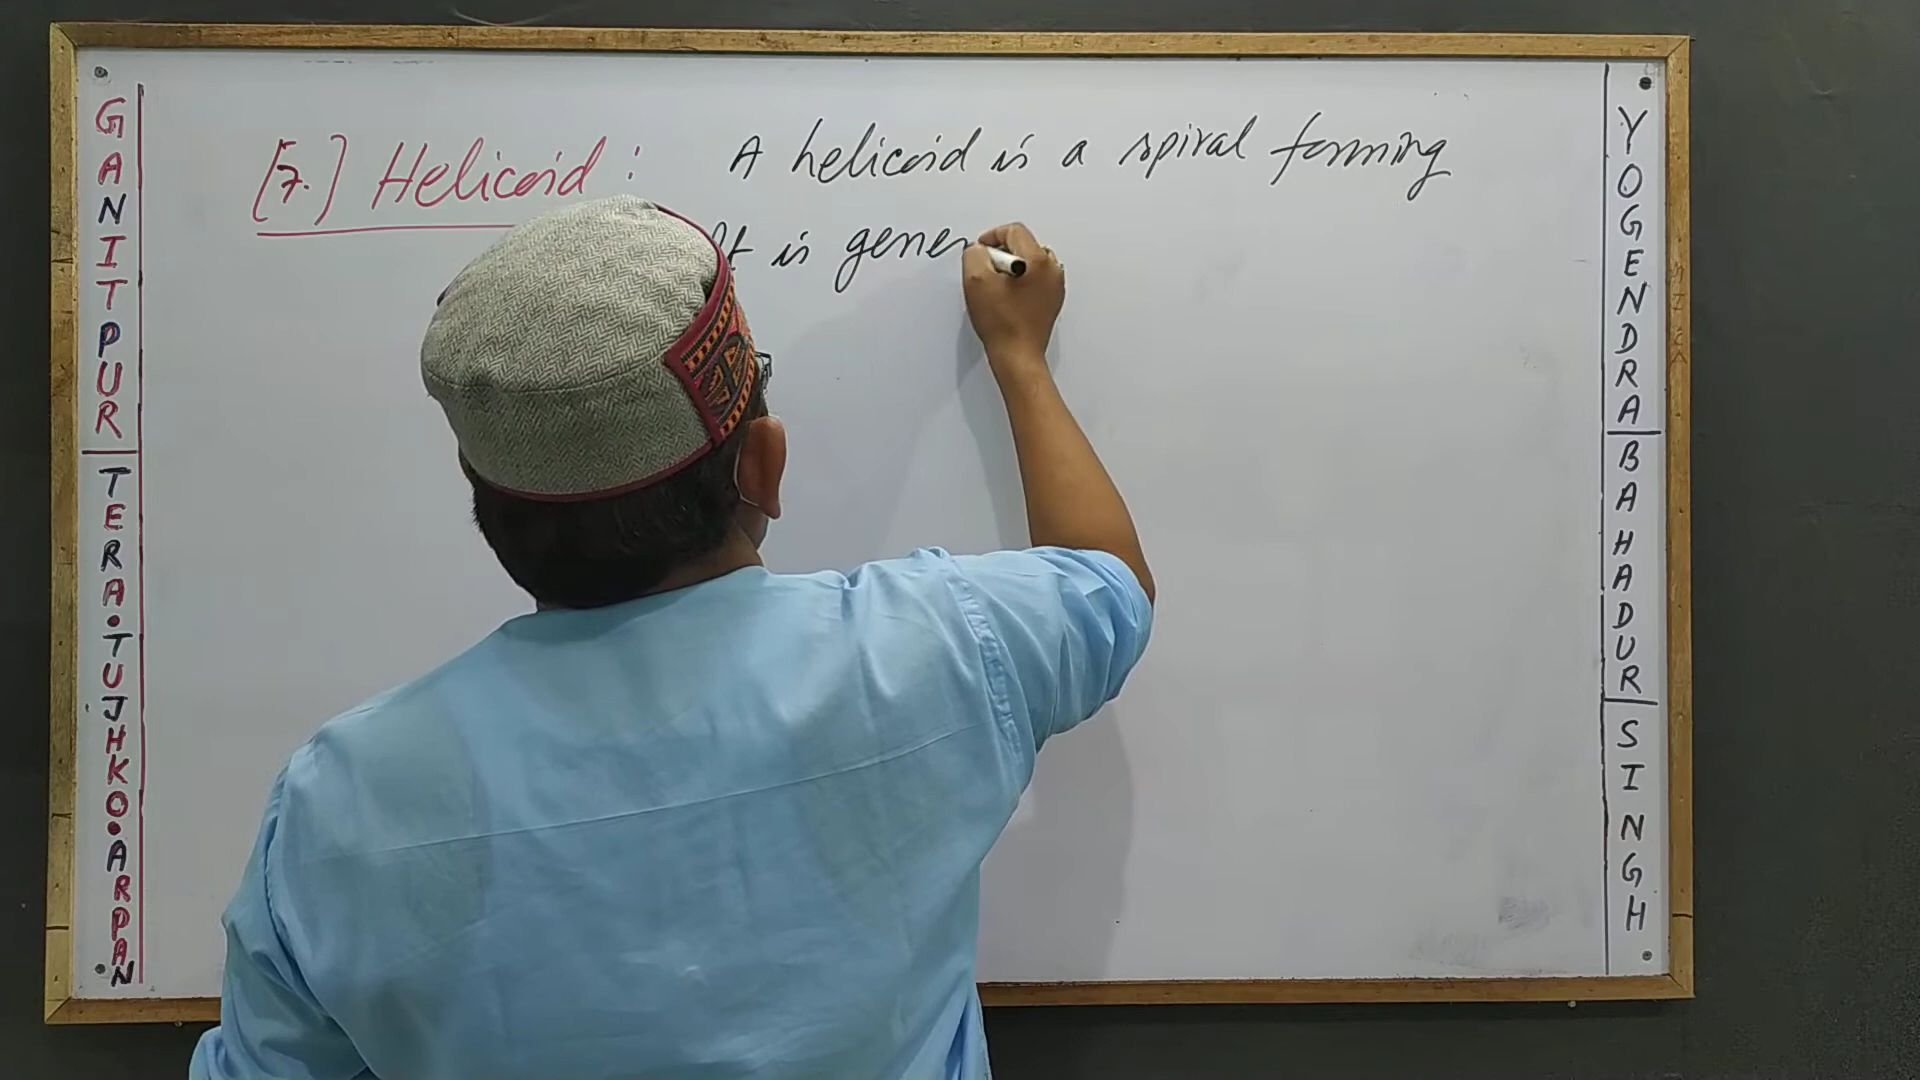 GANITPUR
TERA•TUJHKO•ARPAN
[7.] Helicoid : A helicoid is a spiral forming
It is gener
YOGENDRA
BAHADUR
SINGH